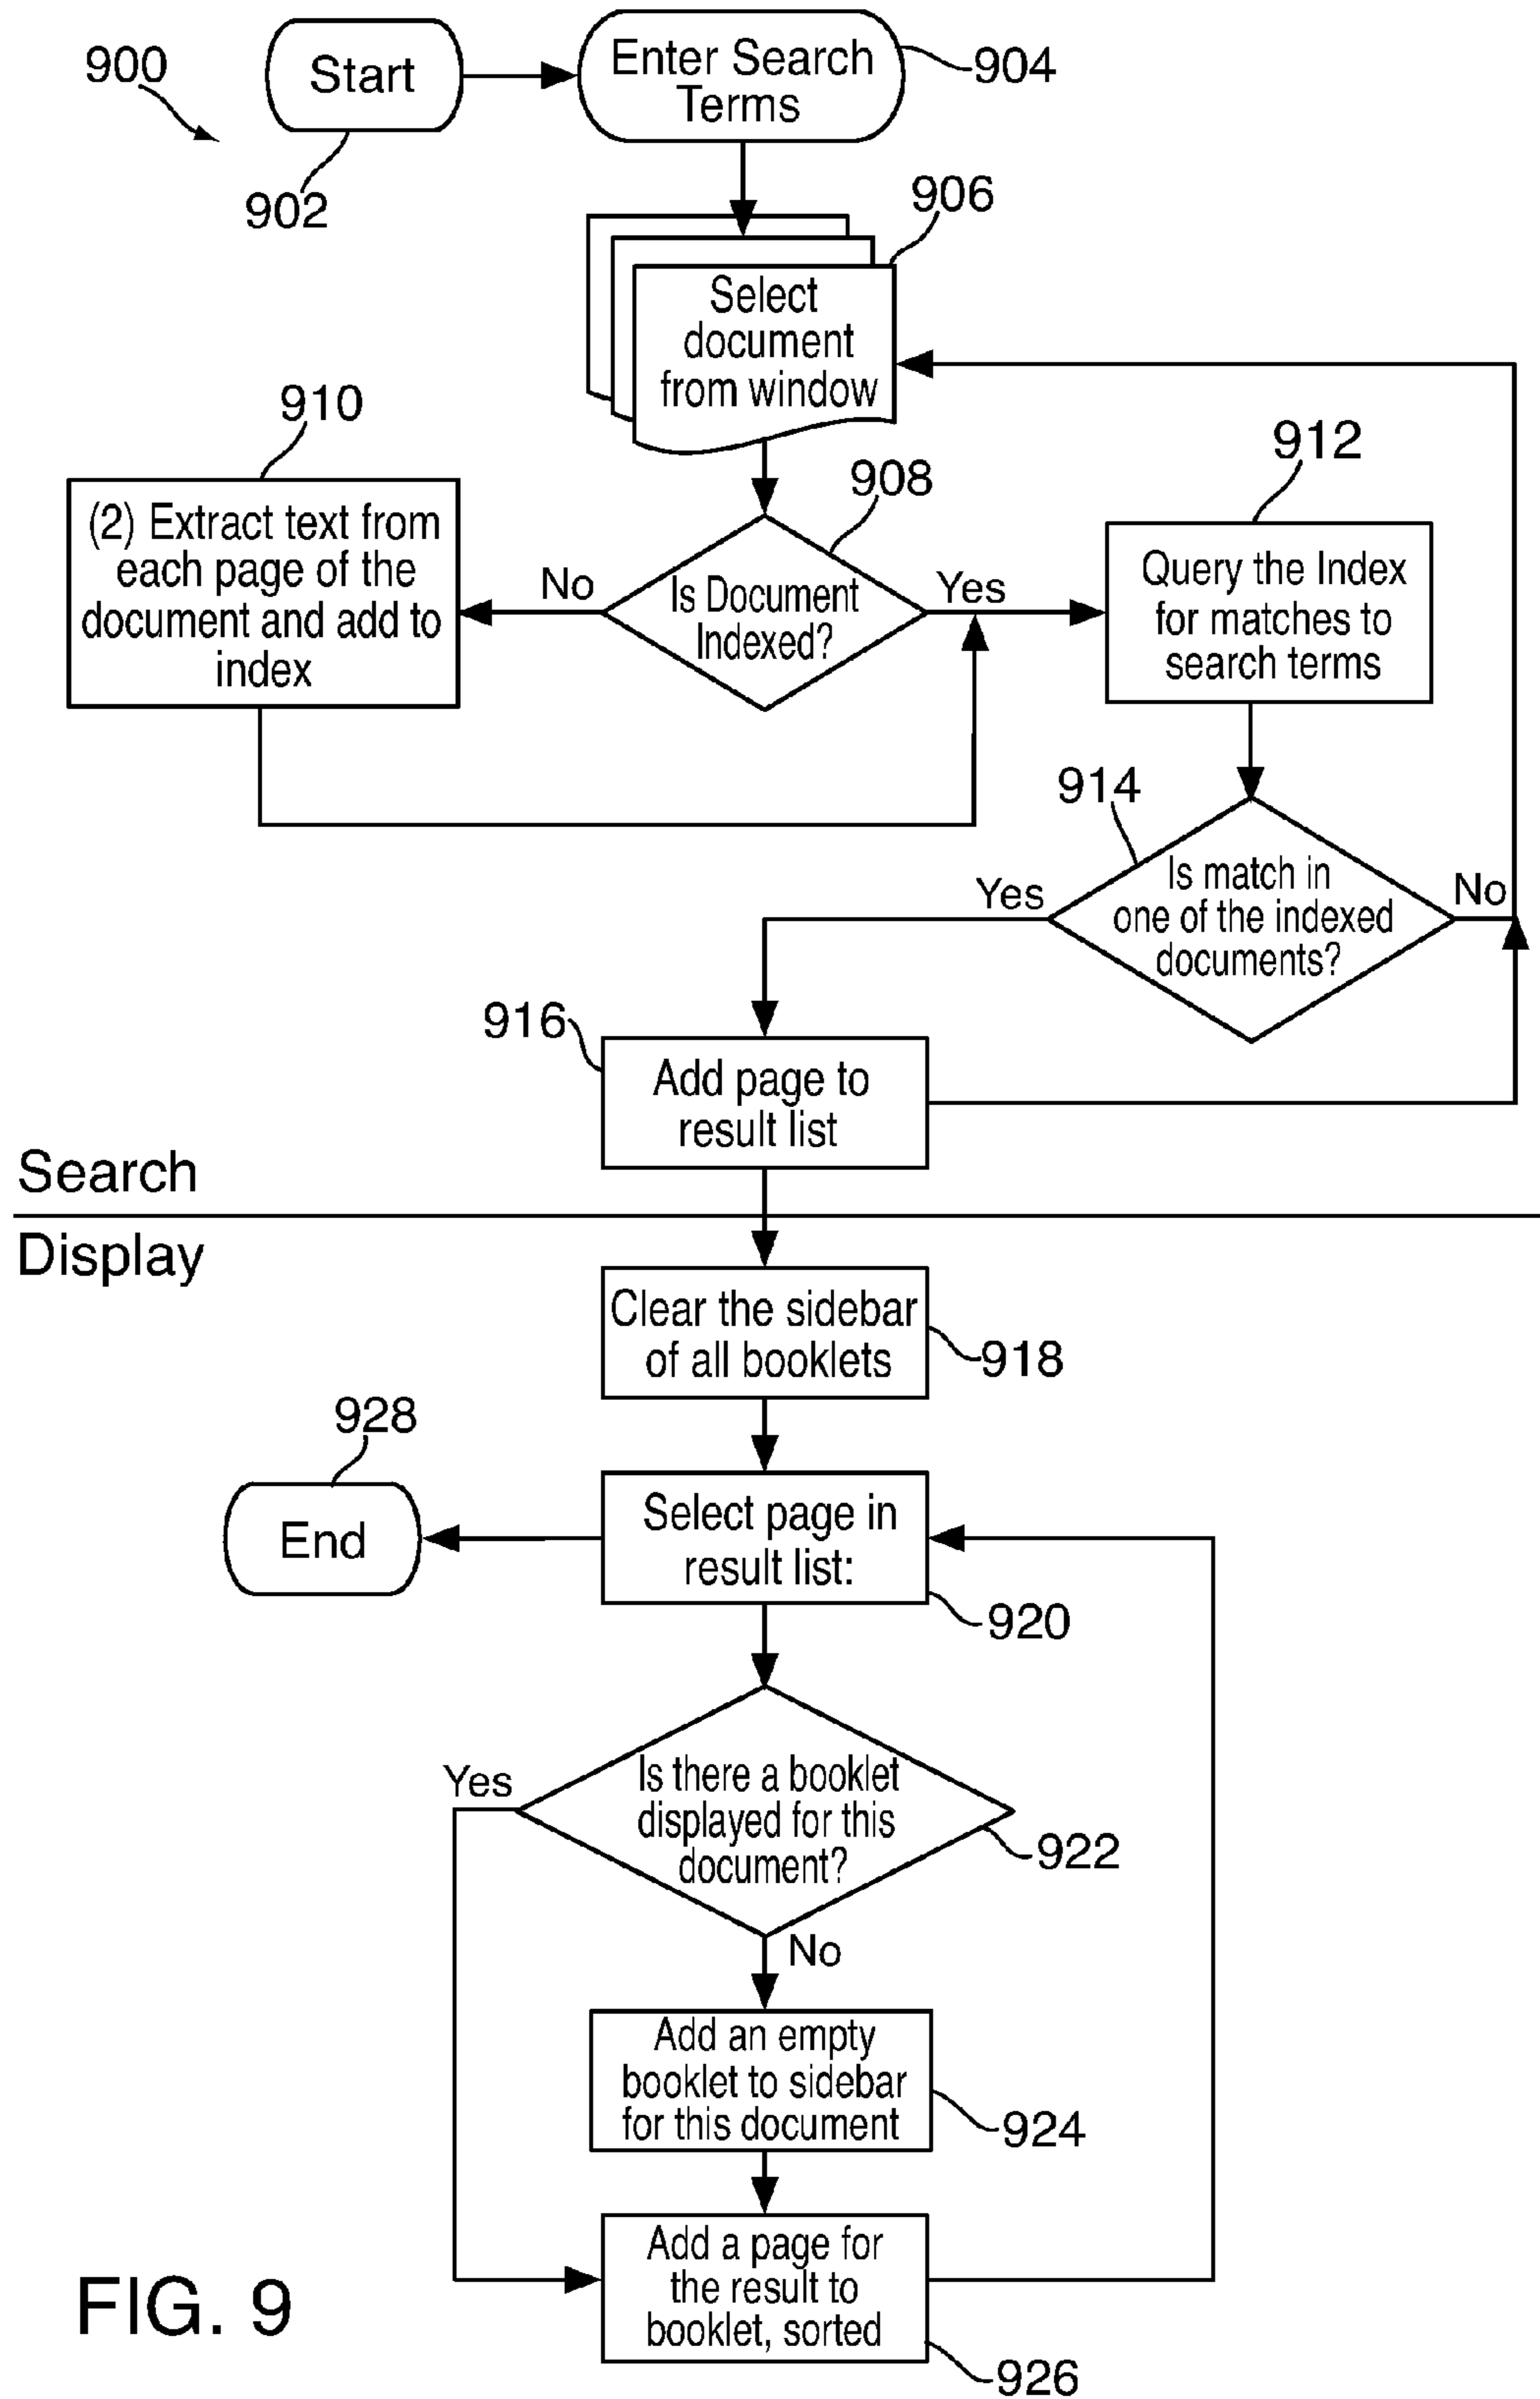 900
Start
902
Enter Search
Terms
904
906
Select
document
from window
910
(2) Extract text from
each page of the
document and add to
index
908
No
Is Document
Indexed?
Yes
912
Query the Index
for matches to
search terms
914
Yes
Is match in
one of the indexed
documents?
No
916
Add page to
result list
Search
Display
Clear the sidebar
of all booklets
918
928
End
Select page in
result list:
920
Yes
Is there a booklet
displayed for this
document?
922
No
Add an empty
booklet to sidebar
for this document
924
Add a page for
the result to
booklet, sorted
926
FIG. 9